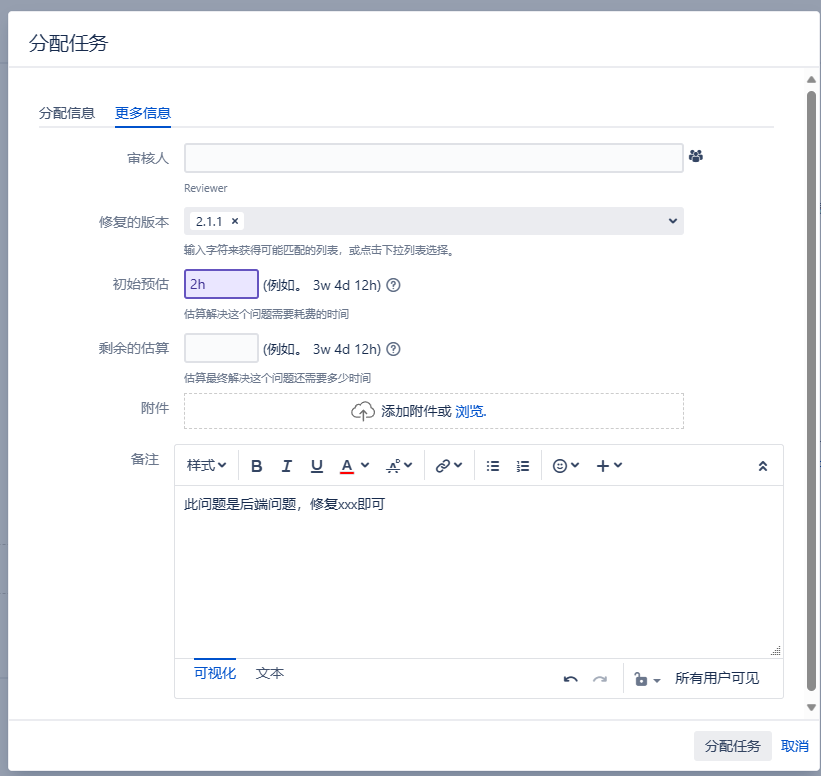 分配任务
分配信息 更多信息
审核人
Reviewer
修复的版本 2.1.1 ×
输入字符来获得可能匹配的列表，或点击下拉列表选择。
初始预估 2h (例如。 3w 4d 12h) ?
估算解决这个问题需要耗费的时间
剩余的估算 (例如。 3w 4d 12h) ?
估算最终解决这个问题还需要多少时间
附件 添加附件或 浏览.
备注 样式 B I U A
此问题是后端问题，修复xxx即可
可视化 文本 所有用户可见
分配任务 取消